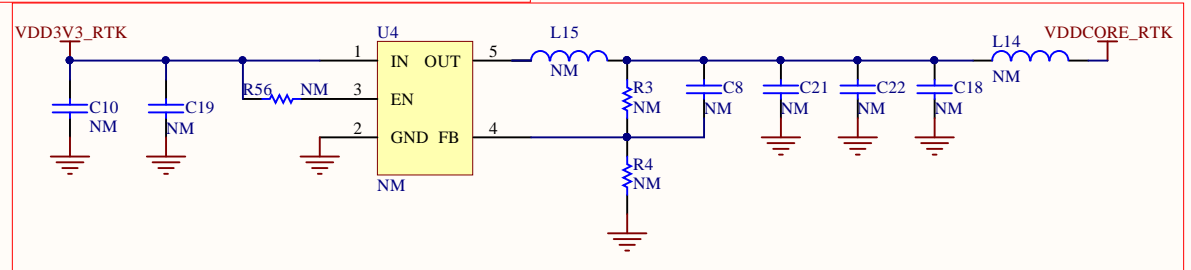 VDD3V3_RTK
U4
L15
L14
VDDCORE_RTK
1
IN
OUT
5
NM
NM
R56
NM
3
EN
C10
NM
C19
NM
R3
NM
C8
NM
C21
NM
C22
NM
C18
NM
2
GND
FB
4
R4
NM
NM